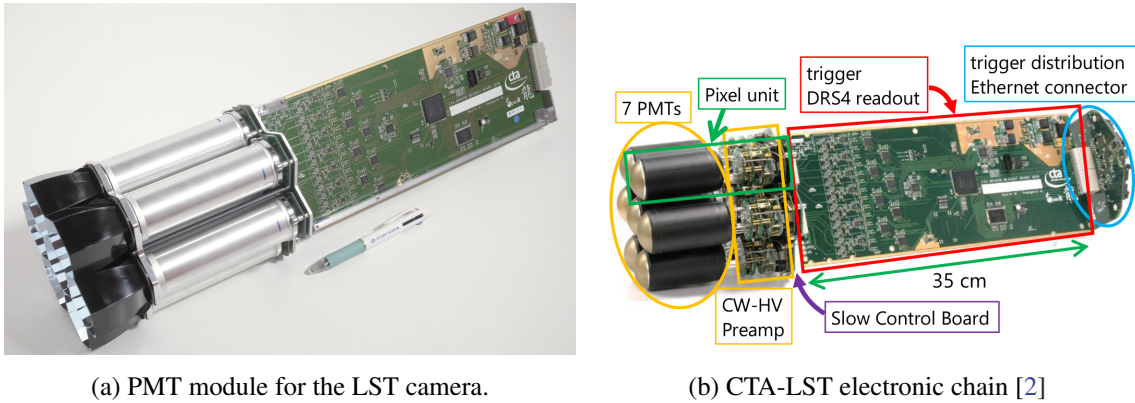 cta
trigger
DRS4 readout
trigger distribution
Ethernet connector
7 PMTs
Pixel unit
cta
35 cm
CW-HV
Preamp
Slow Control Board
(a) PMT module for the LST camera.
(b) CTA-LST electronic chain [2]